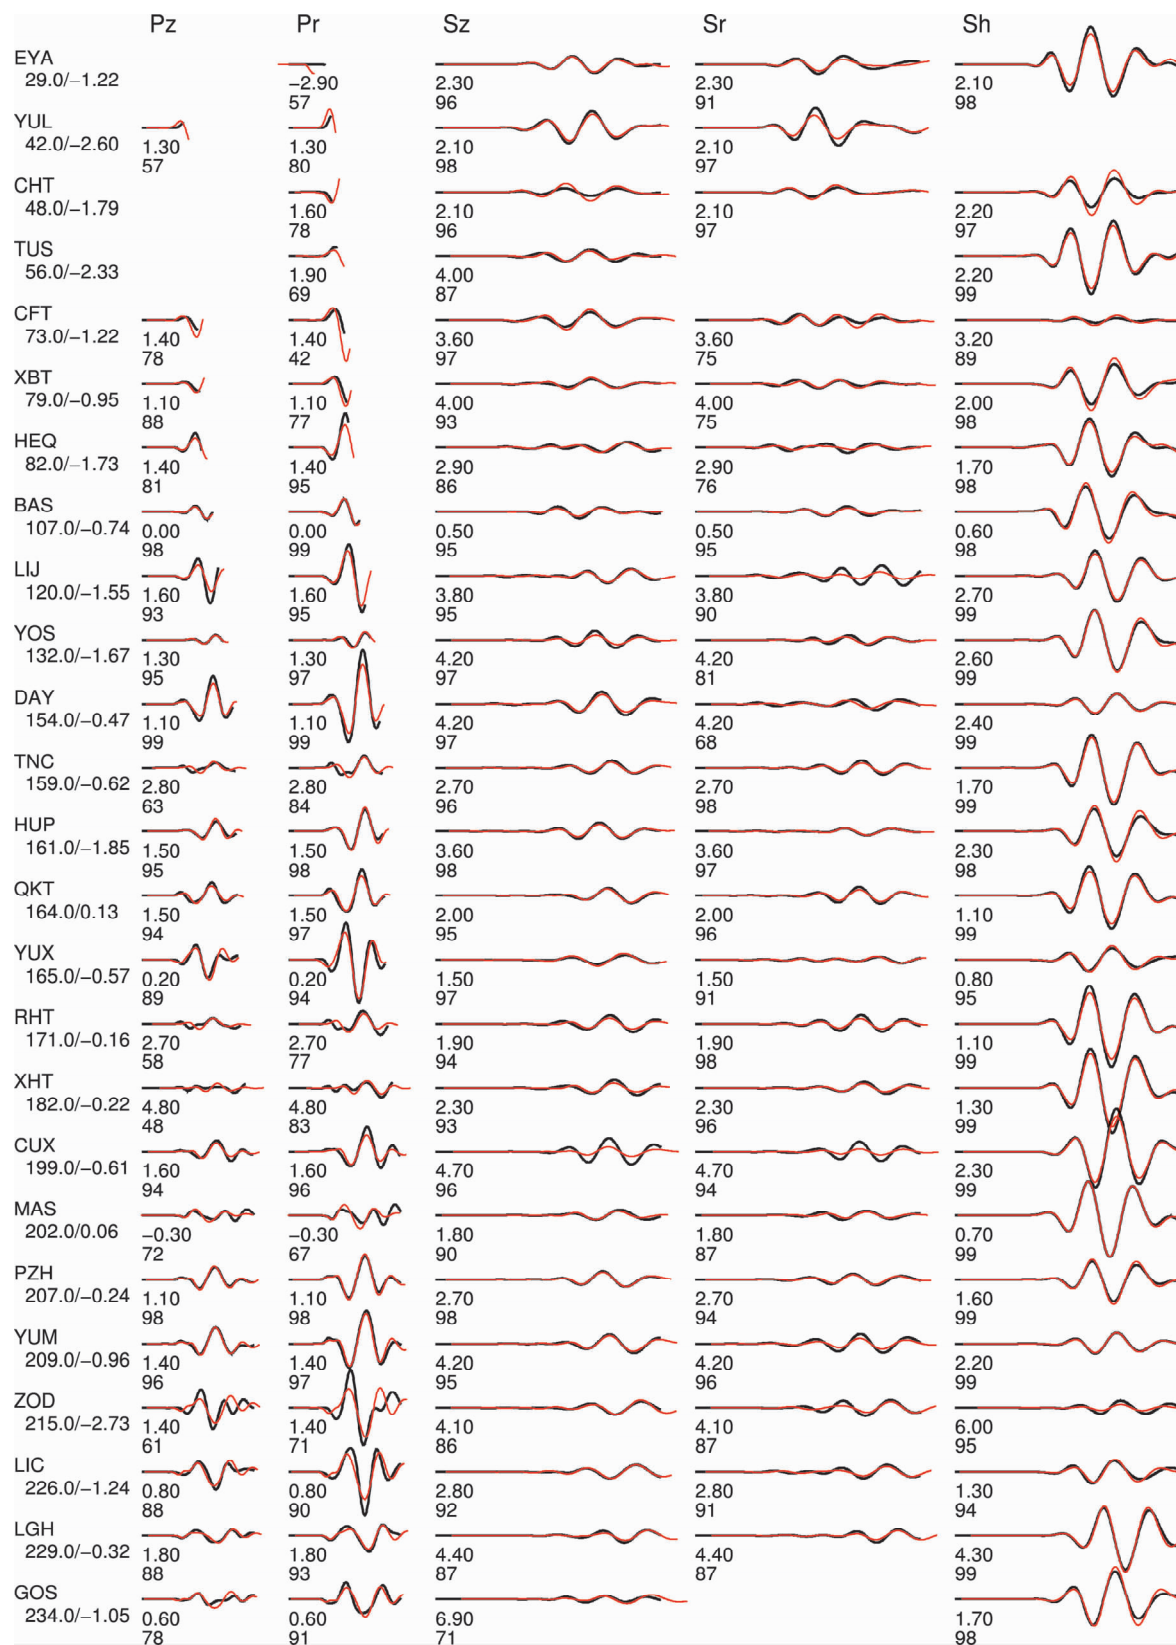 Pz Pr Sz Sr Sh
EYA
29.0/−1.22
−2.90 2.30 2.30 2.10
57 96 91 98
YUL
42.0/−2.60
1.30 1.30 2.10 2.10
57 80 98 97
CHT
48.0/−1.79
1.60 2.10 2.10 2.20
78 96 97 97
TUS
56.0/−2.33
1.90 4.00 2.20
69 87 99
CFT
73.0/−1.22
1.40 1.40 3.60 3.60 3.20
78 42 97 75 89
XBT
79.0/−0.95
1.10 1.10 4.00 4.00 2.00
88 77 93 75 98
HEQ
82.0/−1.73
1.40 1.40 2.90 2.90 1.70
81 95 86 76 98
BAS
107.0/−0.74
0.00 0.00 0.50 0.50 0.60
98 99 95 95 98
LIJ
120.0/−1.55
1.60 1.60 3.80 3.80 2.70
93 95 95 90 99
YOS
132.0/−1.67
1.30 1.30 4.20 4.20 2.60
95 97 97 81 99
DAY
154.0/−0.47
1.10 1.10 4.20 4.20 2.40
99 99 97 68 99
TNC
159.0/−0.62
2.80 2.80 2.70 2.70 1.70
63 84 96 98 99
HUP
161.0/−1.85
1.50 1.50 3.60 3.60 2.30
95 98 98 97 98
QKT
164.0/0.13
1.50 1.50 2.00 2.00 1.10
94 97 95 96 99
YUX
165.0/−0.57
0.20 0.20 1.50 1.50 0.80
89 94 97 91 95
RHT
171.0/−0.16
2.70 2.70 1.90 1.90 1.10
58 77 94 98 99
XHT
182.0/−0.22
4.80 4.80 2.30 2.30 1.30
48 83 93 96 99
CUX
199.0/−0.61
1.60 1.60 4.70 4.70 2.30
94 96 96 94 99
MAS
202.0/0.06
−0.30 −0.30 1.80 1.80 0.70
72 67 90 87 99
PZH
207.0/−0.24
1.10 1.10 2.70 2.70 1.60
98 98 98 94 99
YUM
209.0/−0.96
1.40 1.40 4.20 4.20 2.20
96 97 95 96 99
ZOD
215.0/−2.73
1.40 1.40 4.10 4.10 6.00
61 71 86 87 95
LIC
226.0/−1.24
0.80 0.80 2.80 2.80 1.30
88 90 92 91 94
LGH
229.0/−0.32
1.80 1.80 4.40 4.40 4.30
88 93 87 87 99
GOS
234.0/−1.05
0.60 0.60 6.90 1.70
78 91 71 98